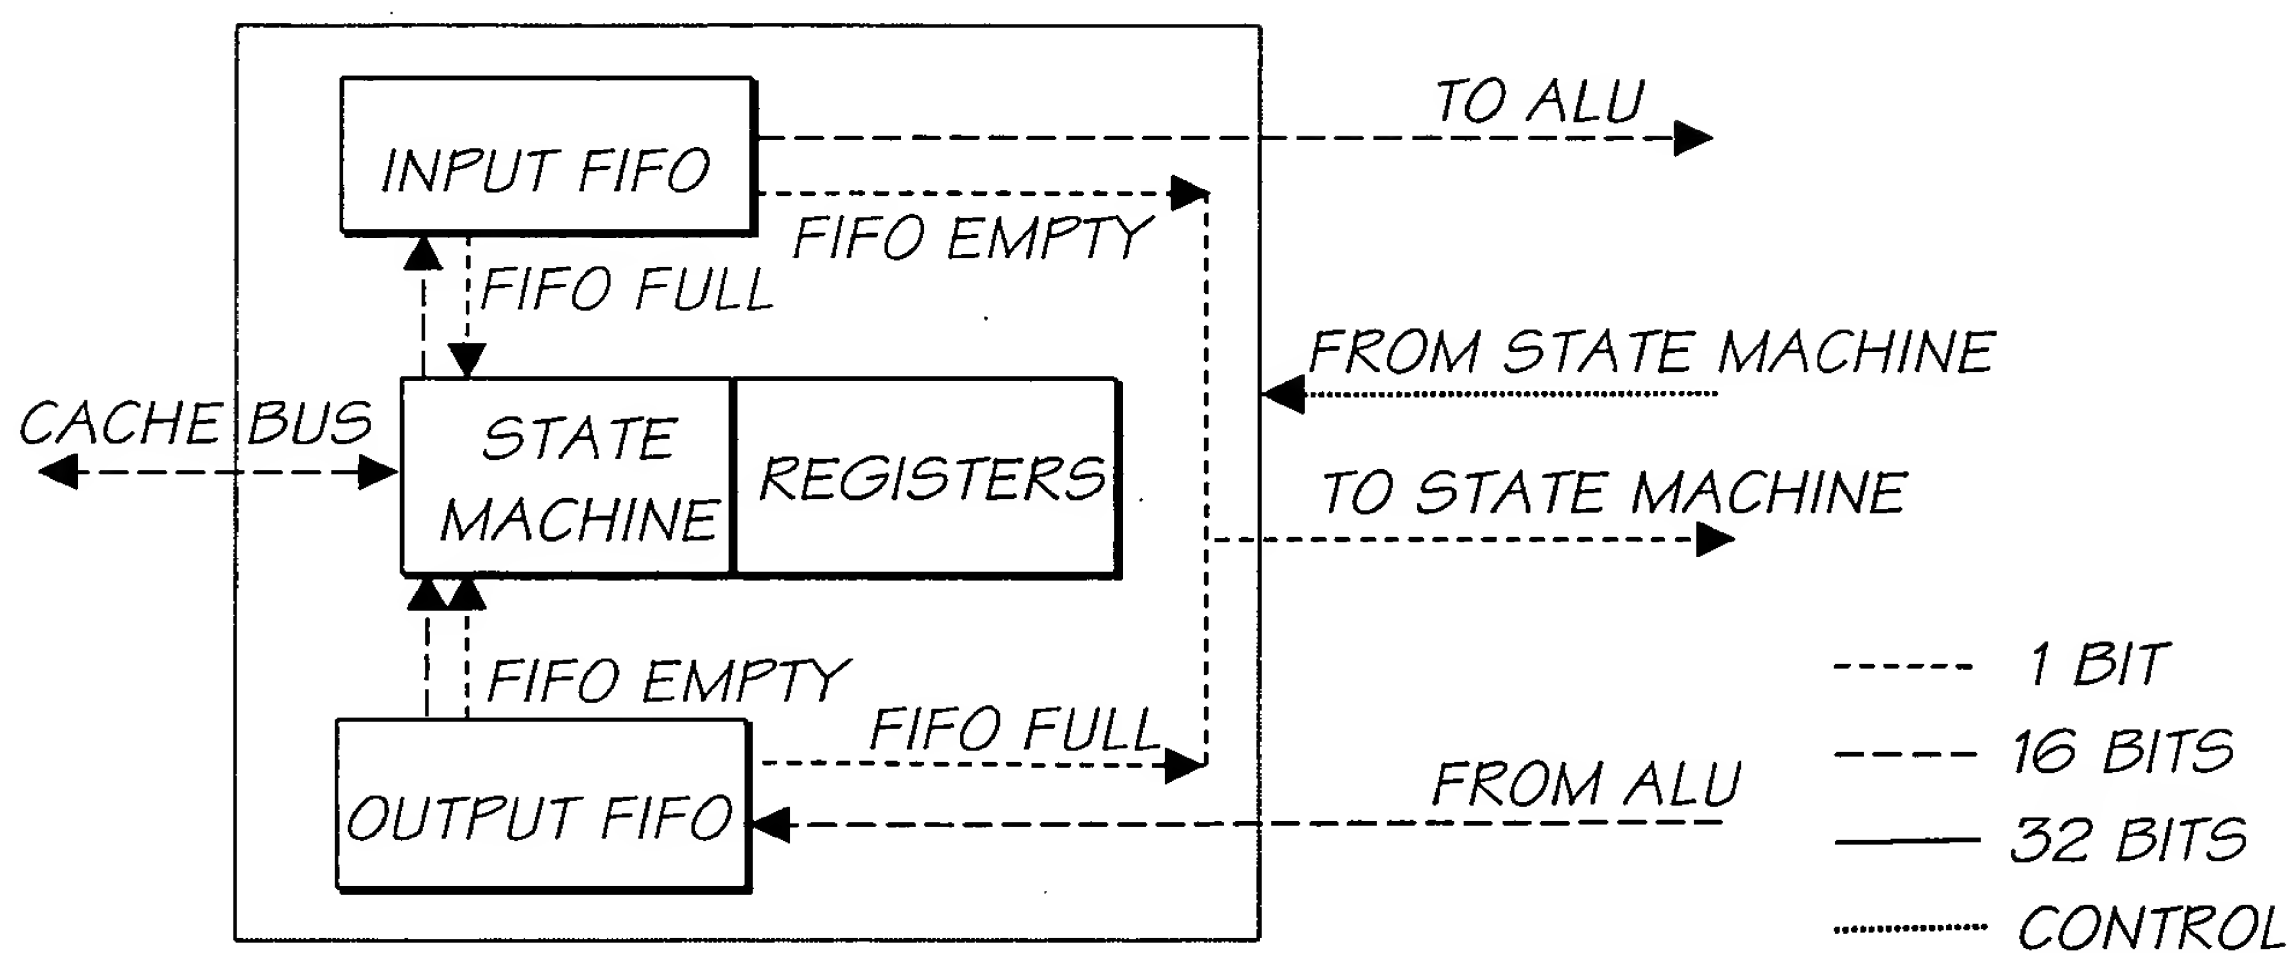 TO ALU
INPUT FIFO
FIFO EMPTY
FIFO FULL
FROM STATE MACHINE
CACHE BUS
STATE
MACHINE
REGISTERS
TO STATE MACHINE
FIFO EMPTY
FIFO FULL
OUTPUT FIFO
FROM ALU
1 BIT
16 BITS
32 BITS
CONTROL